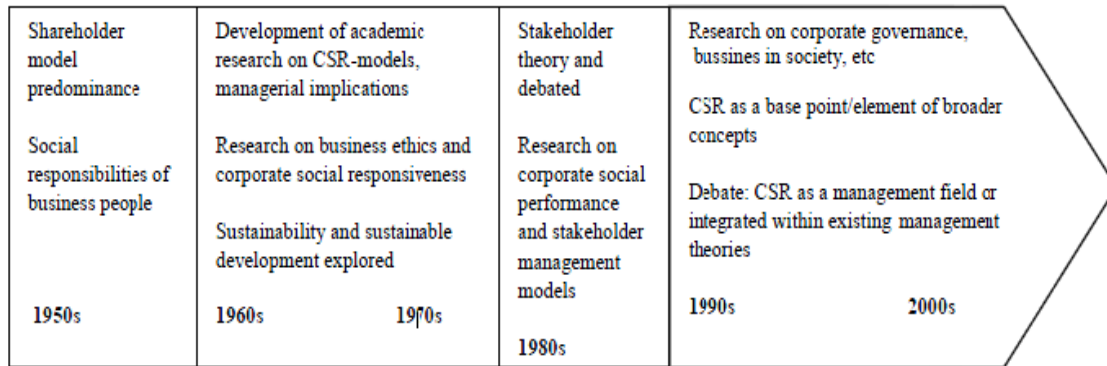 Shareholder
model
predominance
Social
responsibilities of
business people
1950s
Development of academic
research on CSR-models,
managerial implications
Research on business ethics and
corporate social responsiveness
Sustainability and sustainable
development explored
1960s 1970s
Stakeholder
theory and
debated
Research on
corporate social
performance
and stakeholder
management
models
1980s
Research on corporate governance,
bussines in society, etc
CSR as a base point/element of broader
concepts
Debate: CSR as a management field or
integrated within existing management
theories
1990s 2000s